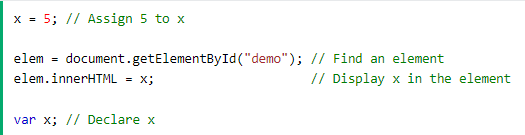 x = 5; // Assign 5 to x
elem = document.getElementById("demo"); // Find an element
elem.innerHTML = x;                     // Display x in the element
var x; // Declare x